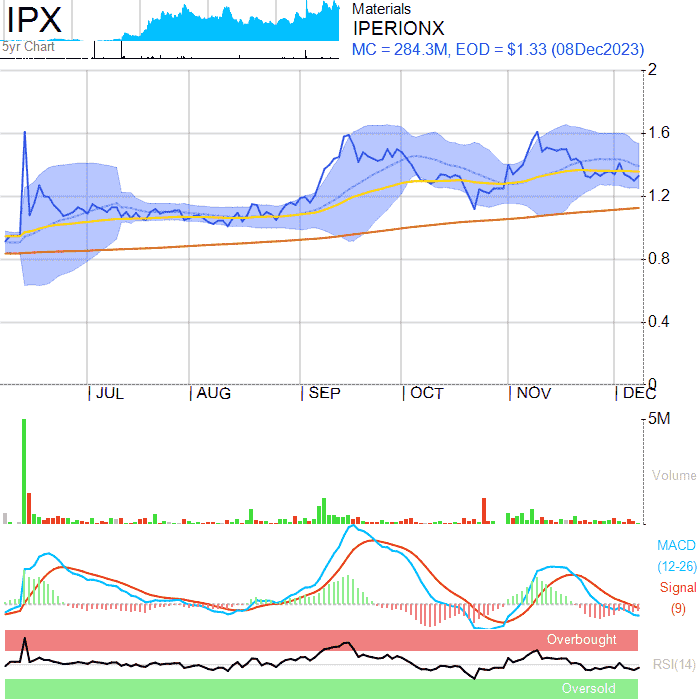 IPX
5yr Chart
Materials
IPERIONX
MC = 284.3M, EOD = $1.33 (08Dec2023)
2
1.6
1.2
0.8
0.4
0
JUL AUG SEP OCT NOV DEC
5M
Volume
MACD
(12-26)
Signal
(9)
Overbought
RSI(14)
Oversold